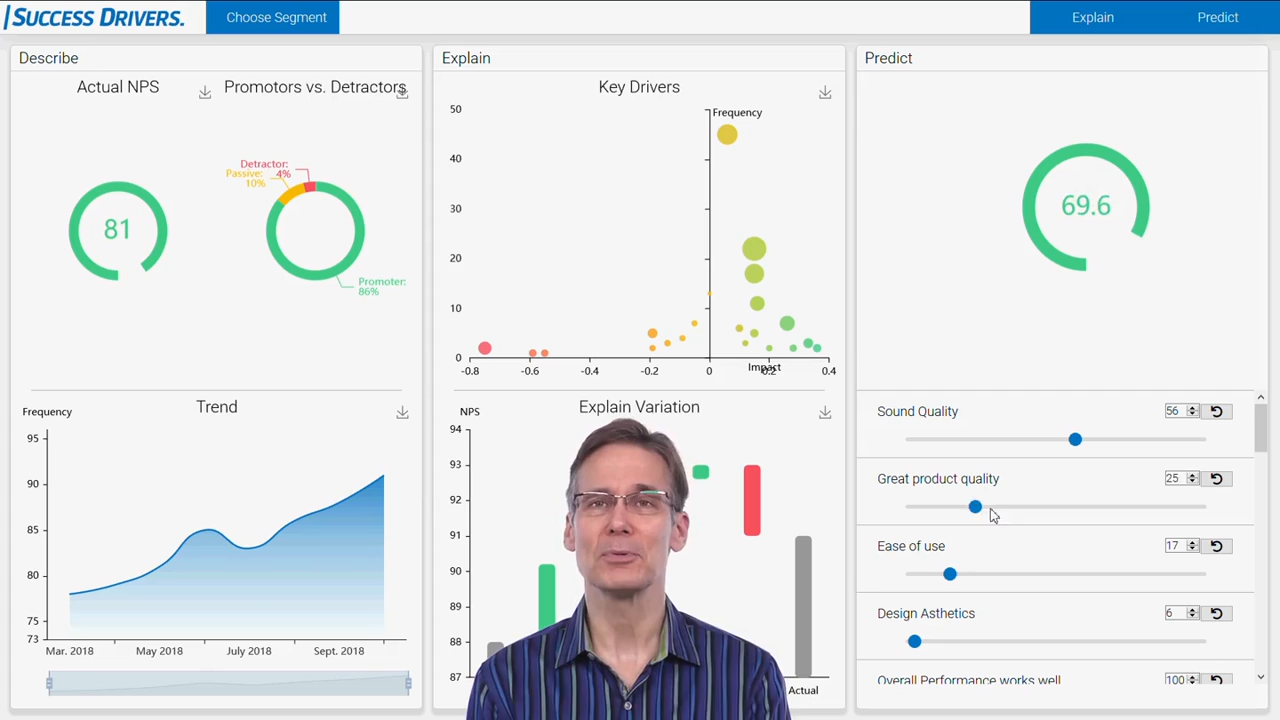 SUCCESS DRIVERS.
Choose Segment
Explain
Predict
Describe
Actual NPS
Promotors vs. Detractors
81
Detractor:
4%
Passive:
10%
Promoter:
86%
Trend
Frequency
95
90
85
80
75
73
Mar. 2018
May. 2018
July. 2018
Sept. 2018
Explain
Key Drivers
Frequency
50
40
30
20
10
0
-0.8
-0.6
-0.4
-0.2
0
0.2
0.4
Impact
Explain Variation
NPS
94
93
92
91
90
89
88
87
Actual
Predict
69.6
Sound Quality
56
Great product quality
25
Ease of use
17
Design Asthetics
6
Overall Performance works well
100